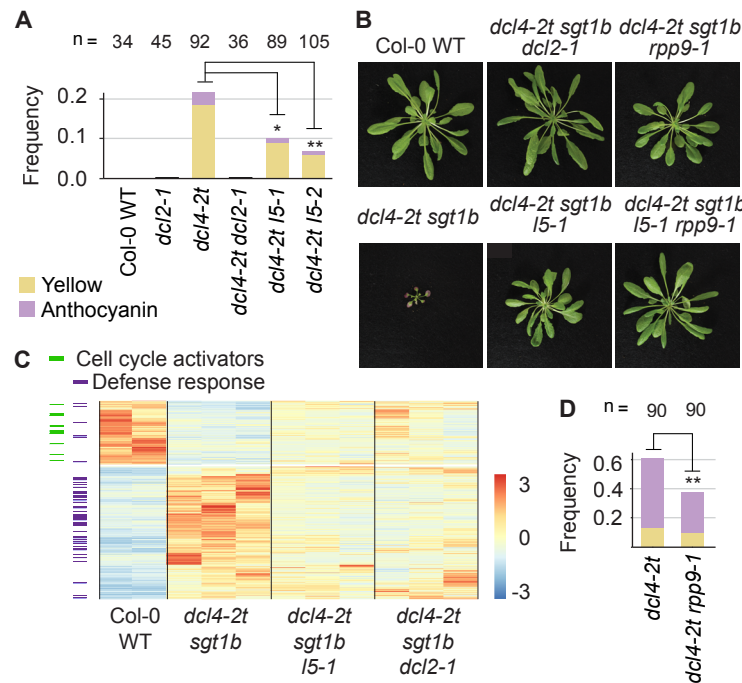 A
n = 34 45 92 36 89 105
Frequency
0.2
0.1
0.0
* **
Col-0 WT
dcl2-1
dcl4-2t
dcl4-2t dcl2-1
dcl4-2t l5-1
dcl4-2t l5-2
Yellow
Anthocyanin
B
Col-0 WT
dcl4-2t sgt1b
dcl2-1
dcl4-2t sgt1b
rpp9-1
dcl4-2t sgt1b
dcl4-2t sgt1b
l5-1
dcl4-2t sgt1b
l5-1 rpp9-1
C
Cell cycle activators
Defense response
3
0
-3
Col-0
WT
dcl4-2t
sgt1b
dcl4-2t
sgt1b
l5-1
dcl4-2t
sgt1b
dcl2-1
D
n = 90 90
Frequency
0.6
0.4
0.2
**
dcl4-2t
dcl4-2t rpp9-1